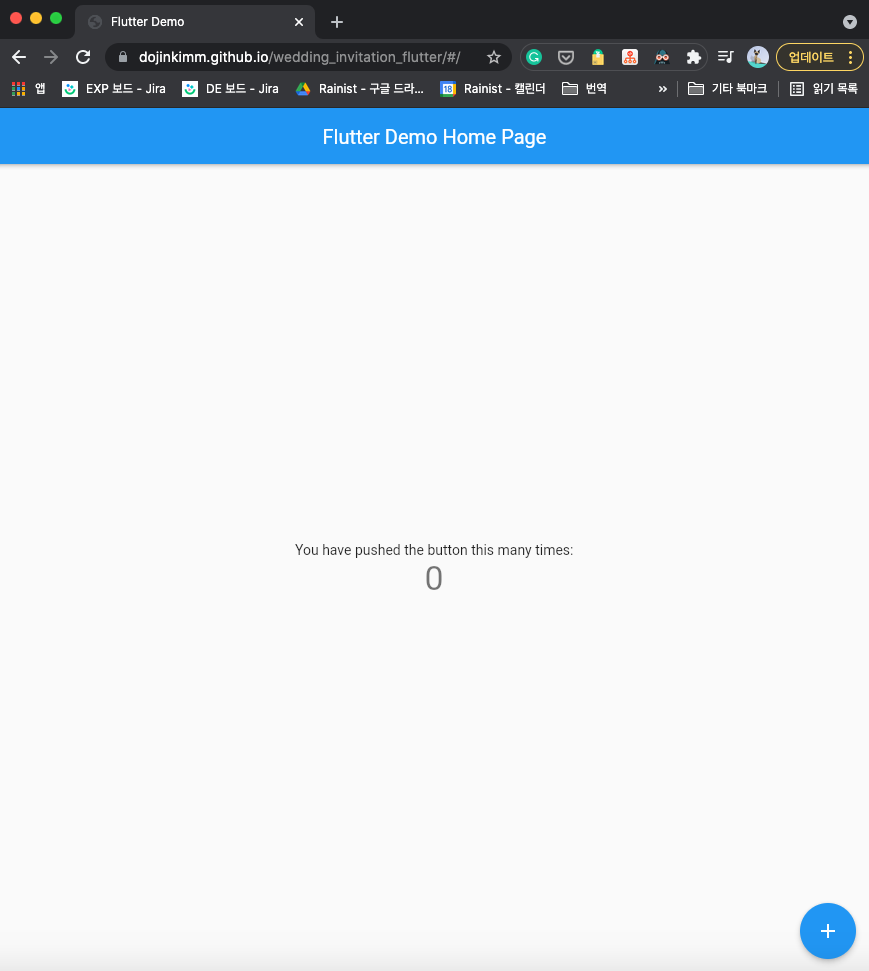 Flutter Demo
dojinkimm.github.io/wedding_invitation_flutter/#/
업데이트
앱
EXP 보드 - Jira
DE 보드 - Jira
Rainist - 구글 드라...
18
Rainist - 캘린더
번역
»
기타 북마크
읽기 목록
Flutter Demo Home Page
You have pushed the button this many times:
0
+